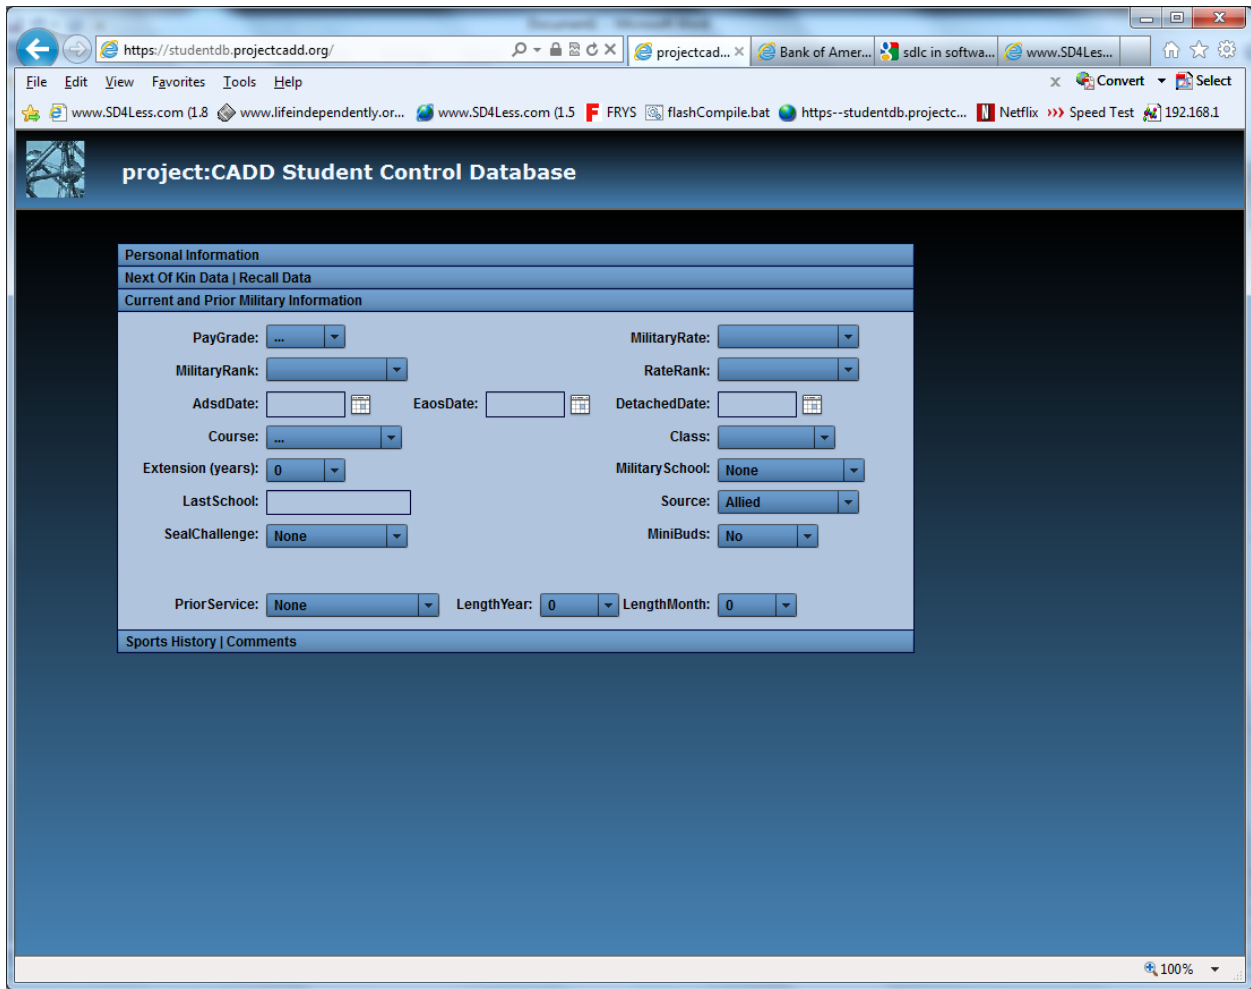 Document1 - Microsoft Word
https://studentdb.projectcadd.org/
projectcad...
Bank of Amer...
sdlc in softwa...
www.SD4Les...
File Edit View Favorites Tools Help
x Convert Select
www.SD4Less.com (1.8 www.lifeindependently.or... www.SD4Less.com (1.5 FRYS flashCompile.bat https--studentdb.projectc... Netflix Speed Test 192.168.1
project:CADD Student Control Database
Personal Information
Next Of Kin Data | Recall Data
Current and Prior Military Information
PayGrade: ... MilitaryRate:
MilitaryRank: RateRank:
AdsdDate: EaosDate: DetachedDate:
Course: ... Class:
Extension (years): 0 MilitarySchool: None
LastSchool: Source: Allied
SealChallenge: None MiniBuds: No
PriorService: None LengthYear: 0 LengthMonth: 0
Sports History | Comments
100%